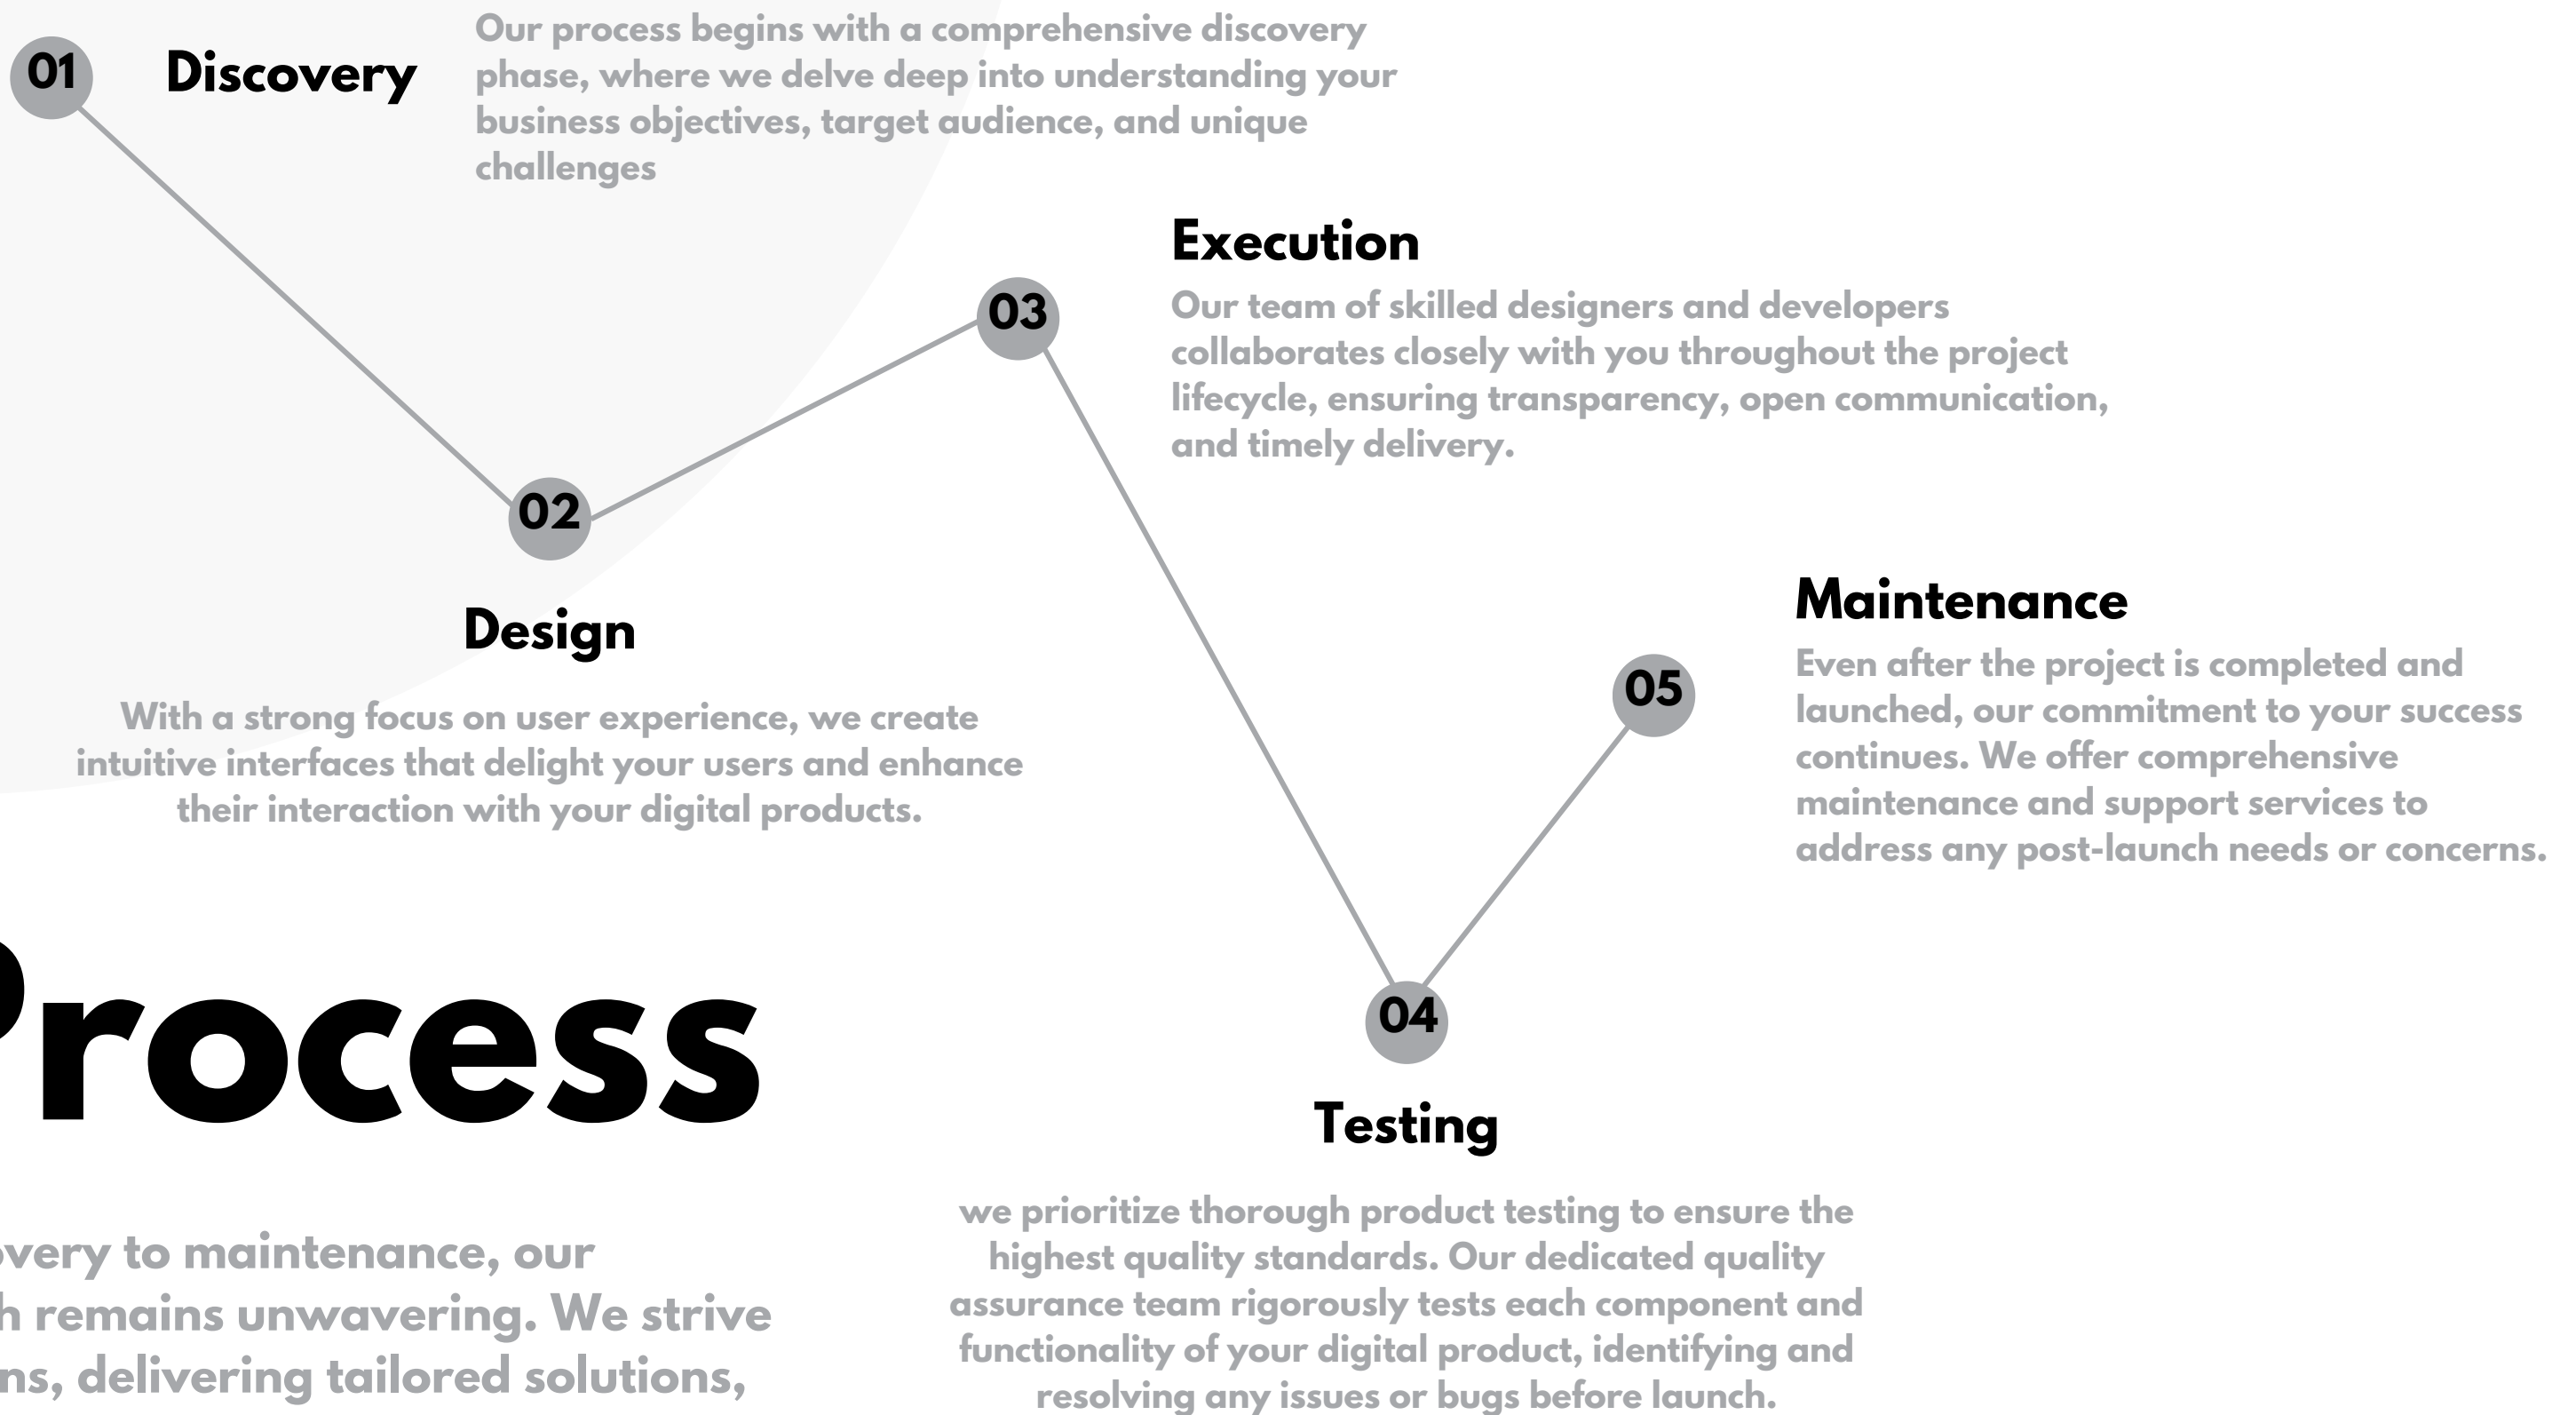 01
Discovery
Our process begins with a comprehensive discovery
phase, where we delve deep into understanding your
business objectives, target audience, and unique
challenges
02
Design
With a strong focus on user experience, we create
intuitive interfaces that delight your users and enhance
their interaction with your digital products.
03
Execution
Our team of skilled designers and developers
collaborates closely with you throughout the project
lifecycle, ensuring transparency, open communication,
and timely delivery.
04
Testing
we prioritize thorough product testing to ensure the
highest quality standards. Our dedicated quality
assurance team rigorously tests each component and
functionality of your digital product, identifying and
resolving any issues or bugs before launch.
05
Maintenance
Even after the project is completed and
launched, our commitment to your success
continues. We offer comprehensive
maintenance and support services to
address any post-launch needs or concerns.
Process
to maintenance, our
remains unwavering. We strive
delivering tailored solutions,